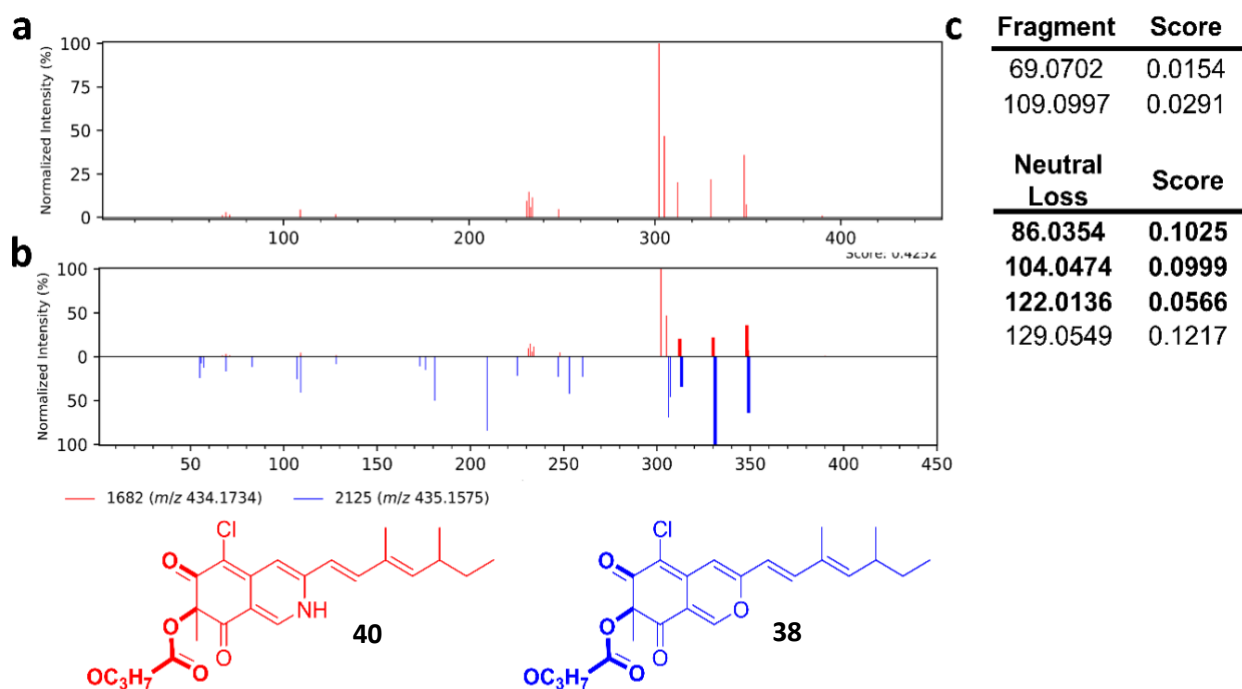 a
Normalized Intensity (%)
100
75
50
25
0
100
200
300
400
b
Score: 0.4252
Normalized Intensity (%)
100
50
0
50
100
50
100
150
200
250
300
350
400
450
1682 (m/z 434.1734)
2125 (m/z 435.1575)
Cl
O
O
NH
O
O
OC3H7
40
Cl
O
O
O
O
O
OC3H7
38
c
Fragment Score
69.0702 0.0154
109.0997 0.0291
Neutral
Loss
Score
86.0354 0.1025
104.0474 0.0999
122.0136 0.0566
129.0549 0.1217